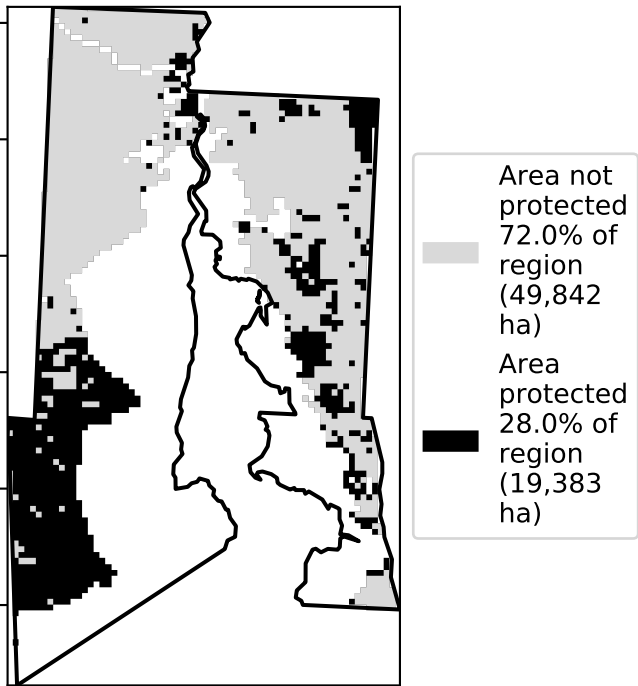 Area not
protected
72.0% of
region
(49,842
ha)
Area
protected
28.0% of
region
(19,383
ha)